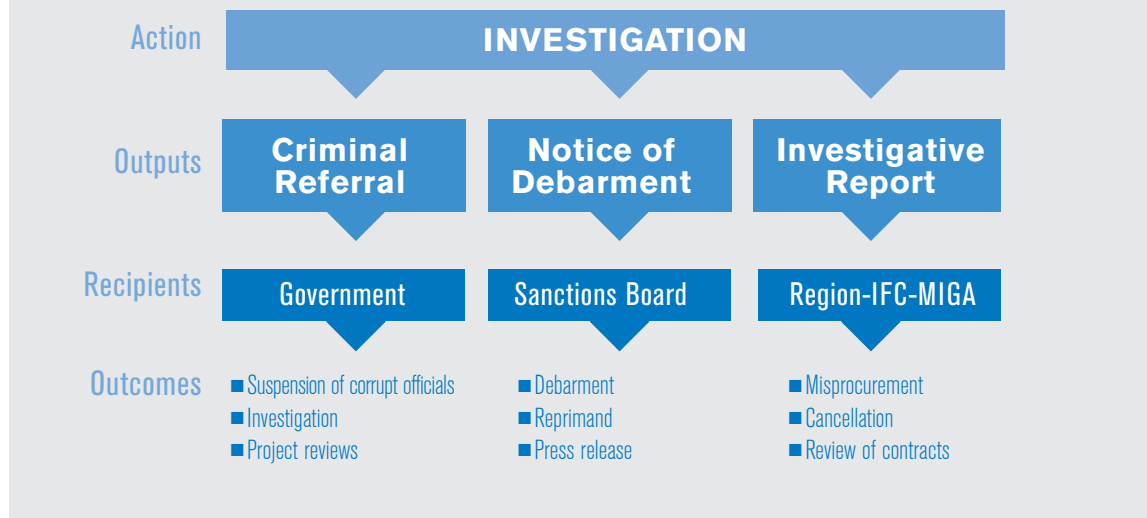 Action
INVESTIGATION
Outputs
Criminal
Referral
Notice of
Debarment
Investigative
Report
Recipients
Government
Sanctions Board
Region-IFC-MIGA
Outcomes
■ Suspension of corrupt officials
■ Investigation
■ Project reviews
■ Debarment
■ Reprimand
■ Press release
■ Misprocurement
■ Cancellation
■ Review of contracts